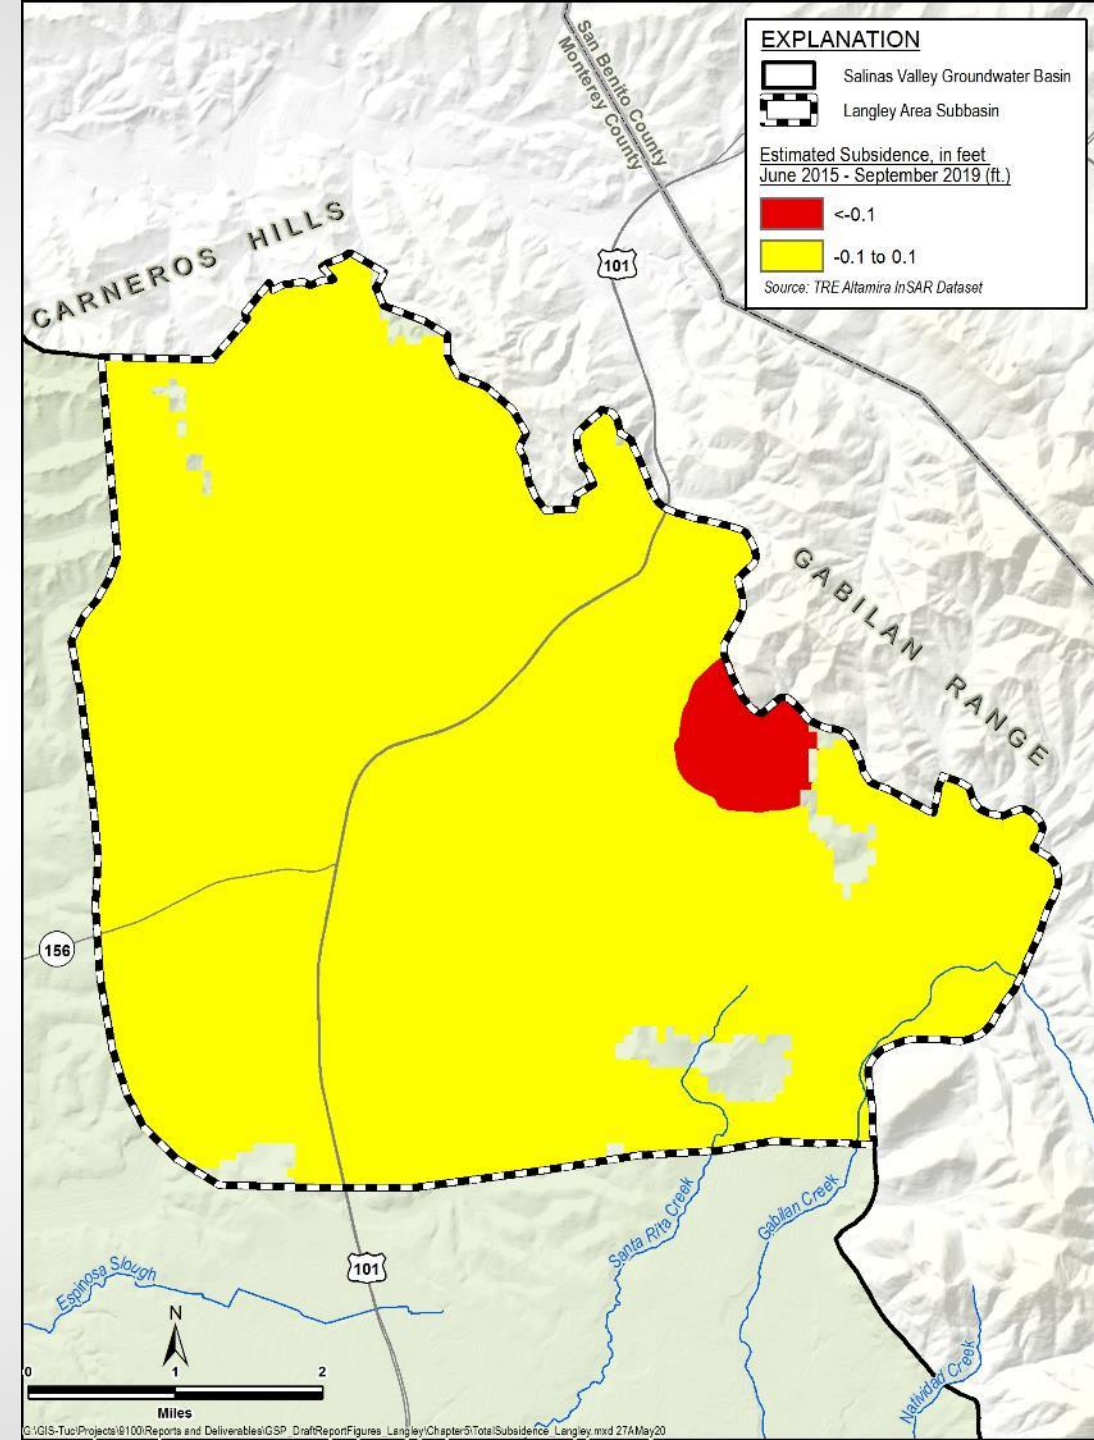 EXPLANATION
Salinas Valley Groundwater Basin
Langley Area Subbasin
Estimated Subsidence, in feet
June 2015 - September 2019 (ft.)
<-0.1
-0.1 to 0.1
Source: TRE Altamira InSAR Dataset
San Benito County
Monterey County
CARNEROS HILLS
101
GABILAN RANGE
156
Santa Rita Creek
Gabilan Creek
Espinosa Slough
101
Natividad Creek
N
0 1 2
Miles
G:\GIS-Tuc\Projects\9100\Reports and Deliverables\GSP_DraftReportFigures_Langley\Chapter5\TotalSubsidence_Langley.mxd 27AMay20